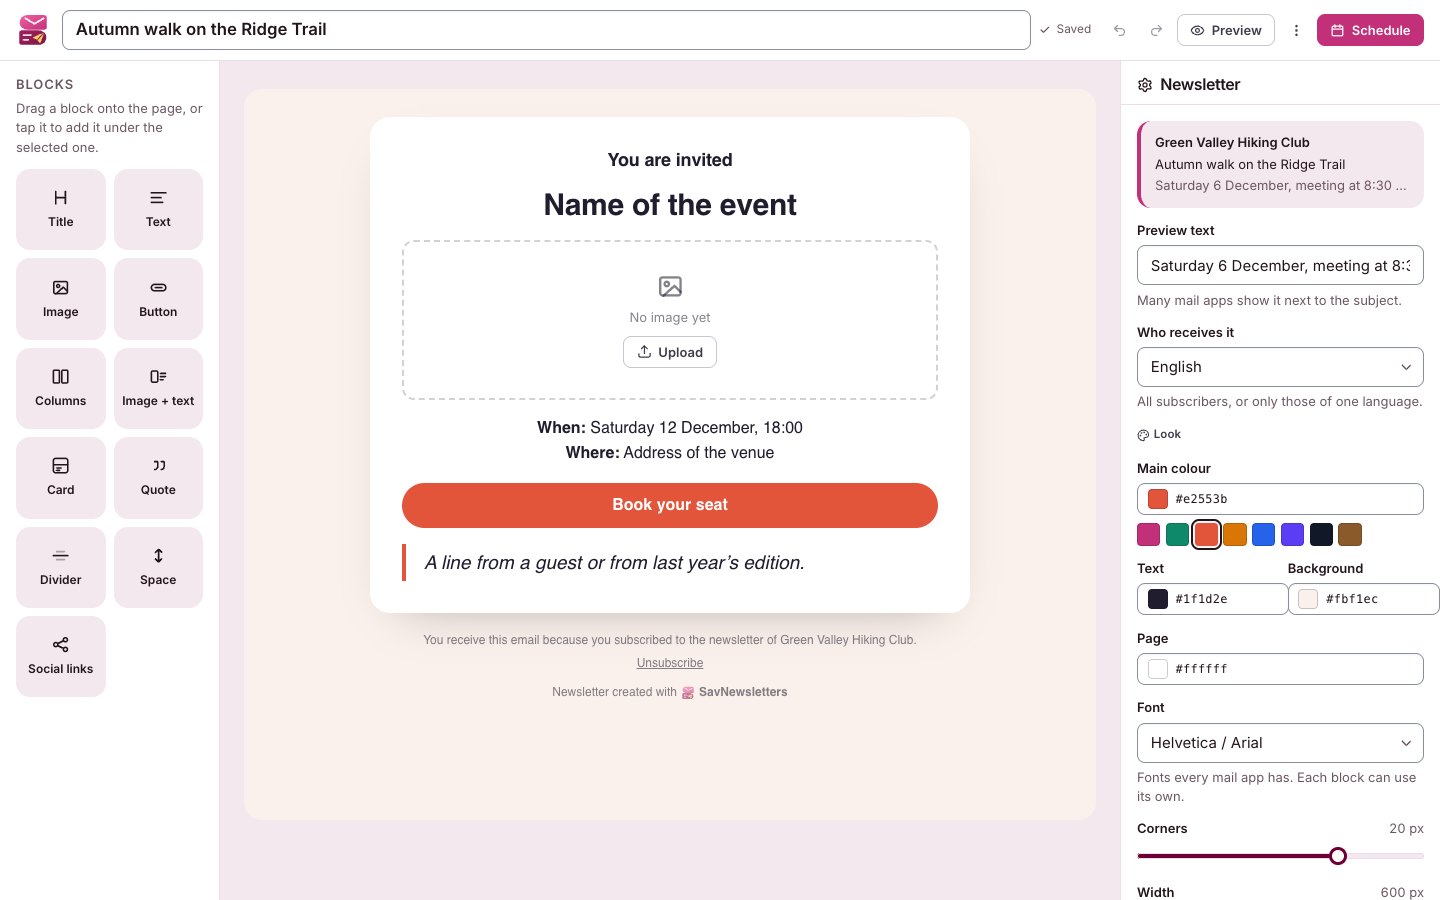 Autumn walk on the Ridge Trail
Saved
Preview
Schedule
BLOCKS
Drag a block onto the page, or
tap it to add it under the
selected one.
Title
Text
Image
Button
Columns
Image + text
Card
Quote
Divider
Space
Social links
You are invited
Name of the event
No image yet
Upload
When: Saturday 12 December, 18:00
Where: Address of the venue
Book your seat
A line from a guest or from last year’s edition.
You receive this email because you subscribed to the newsletter of Green Valley Hiking Club.
Unsubscribe
Newsletter created with SavNewsletters
Newsletter
Green Valley Hiking Club
Autumn walk on the Ridge Trail
Saturday 6 December, meeting at 8:30 ...
Preview text
Saturday 6 December, meeting at 8:3
Many mail apps show it next to the subject.
Who receives it
English
All subscribers, or only those of one language.
Look
Main colour
#e2553b
Text
Background
#1f1d2e
#fbf1ec
Page
#ffffff
Font
Helvetica / Arial
Fonts every mail app has. Each block can use
its own.
Corners
20 px
Width
600 px